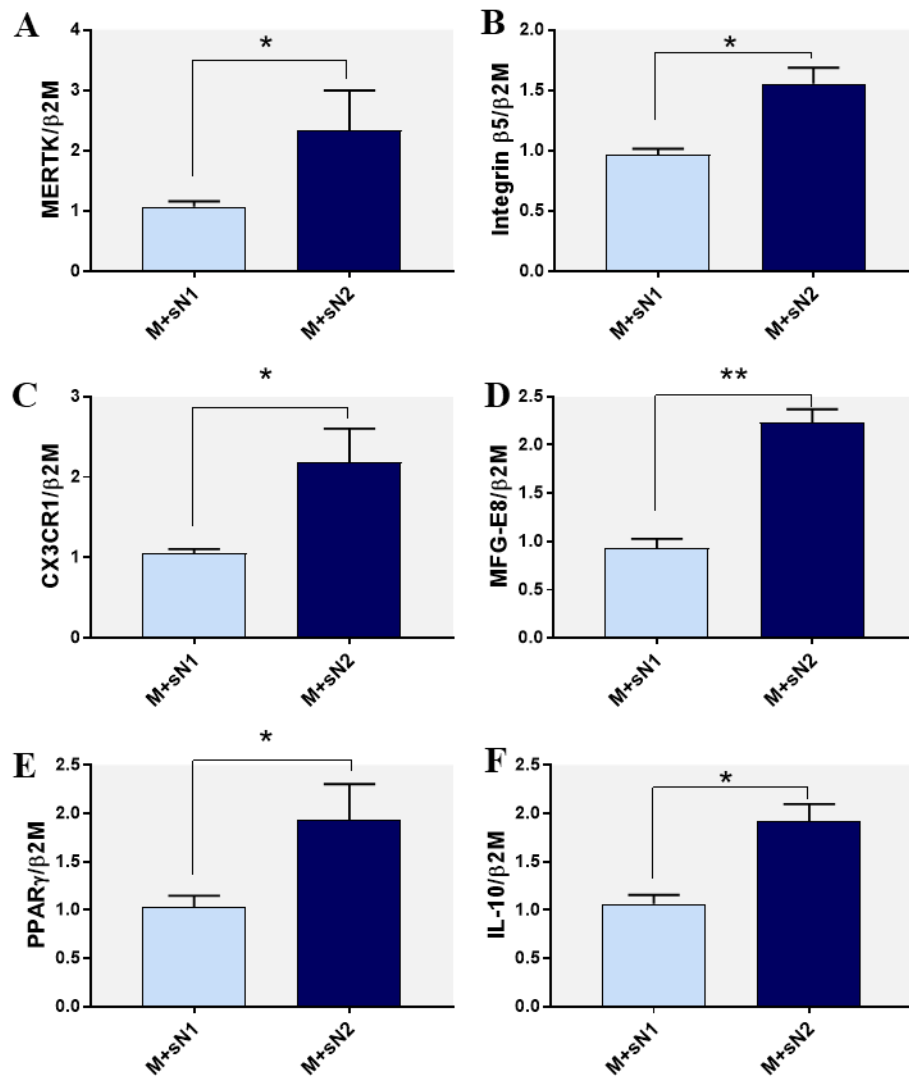 A
MERTK/β2M
4
3
2
1
0
*
M+sN1
M+sN2
B
Integrin β5/β2M
2.0
1.5
1.0
0.5
0.0
*
M+sN1
M+sN2
C
CX3CR1/β2M
3
2
1
0
*
M+sN1
M+sN2
D
MFG-E8/β2M
2.5
2.0
1.5
1.0
0.5
0.0
**
M+sN1
M+sN2
E
PPARγ/β2M
2.5
2.0
1.5
1.0
0.5
0.0
*
M+sN1
M+sN2
F
IL-10/β2M
2.5
2.0
1.5
1.0
0.5
0.0
*
M+sN1
M+sN2